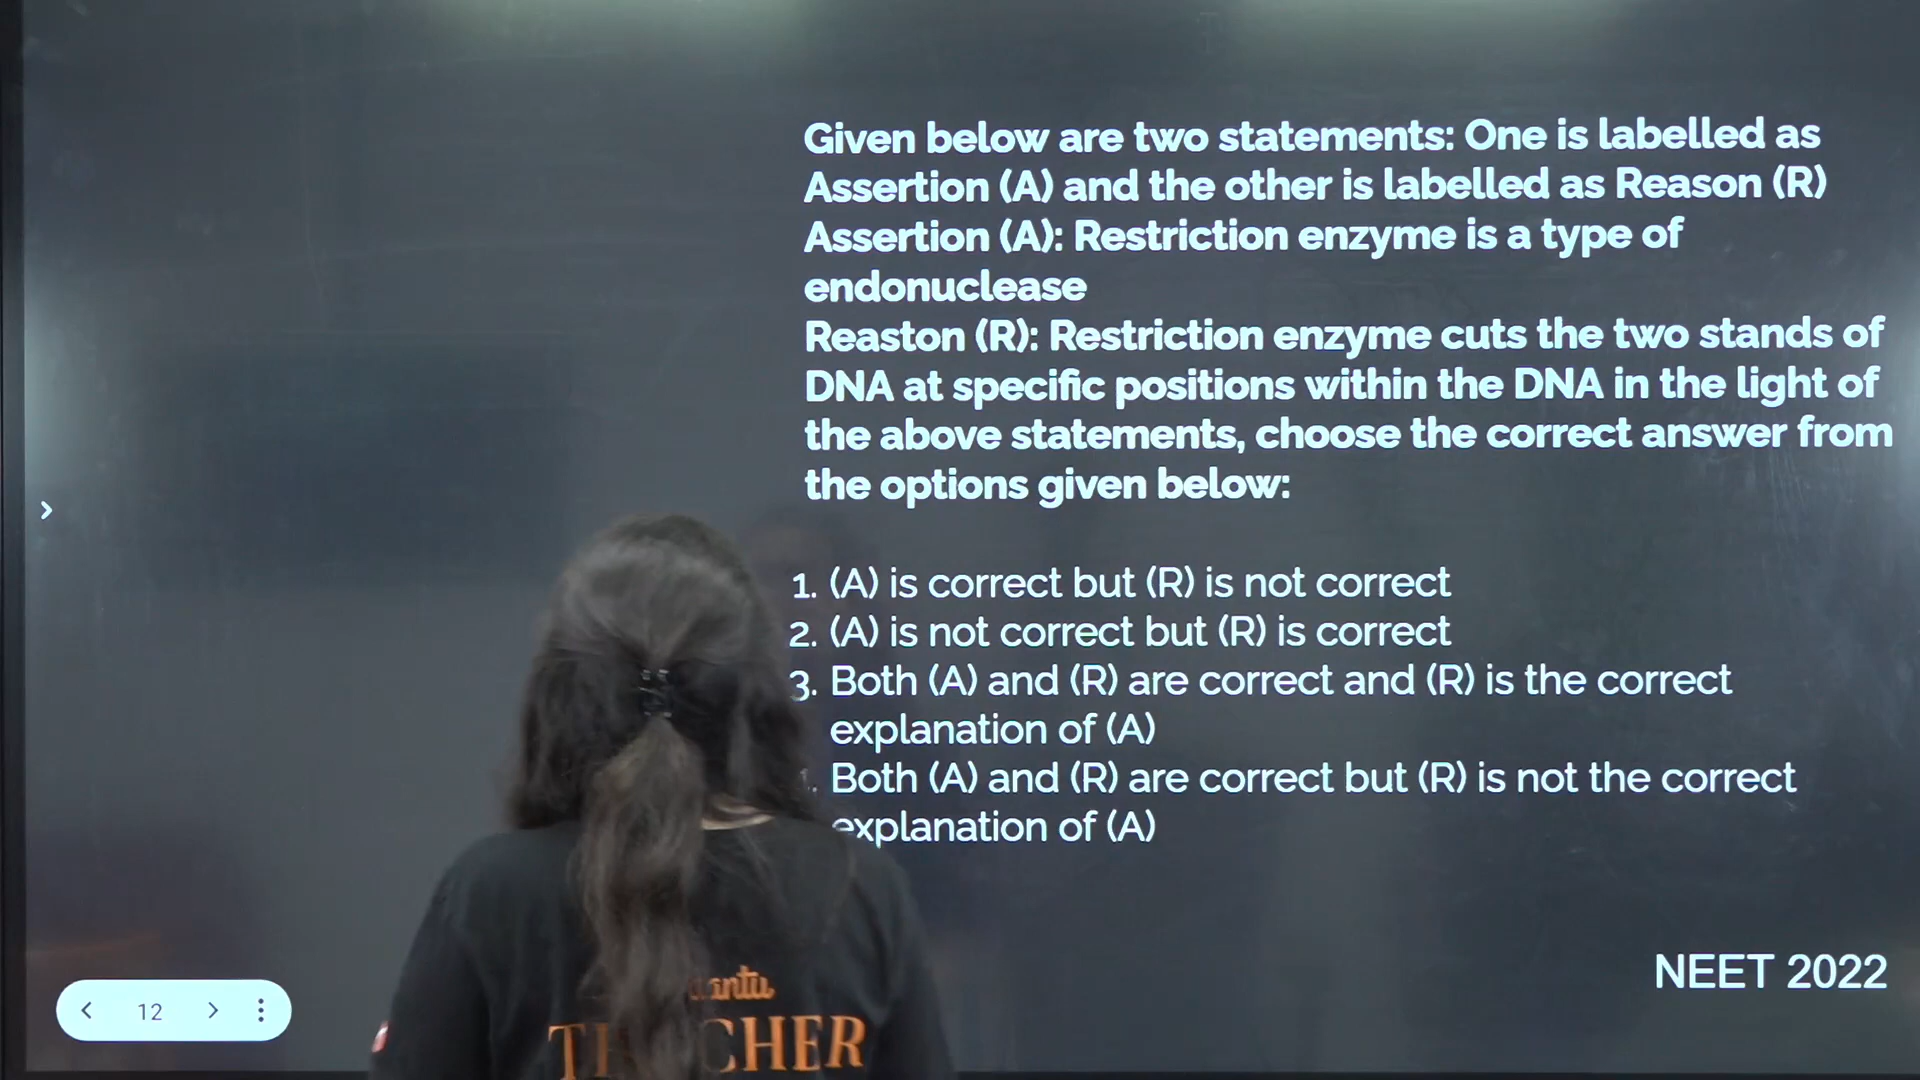 Given below are two statements: One is labelled as
Assertion (A) and the other is labelled as Reason (R)
Assertion (A): Restriction enzyme is a type of
endonuclease
Reaston (R): Restriction enzyme cuts the two stands of
DNA at specific positions within the DNA in the light of
the above statements, choose the correct answer from
the options given below:
1. (A) is correct but (R) is not correct
2. (A) is not correct but (R) is correct
3. Both (A) and (R) are correct and (R) is the correct
explanation of (A)
Both (A) and (R) are correct but (R) is not the correct
explanation of (A)
NEET 2022
12